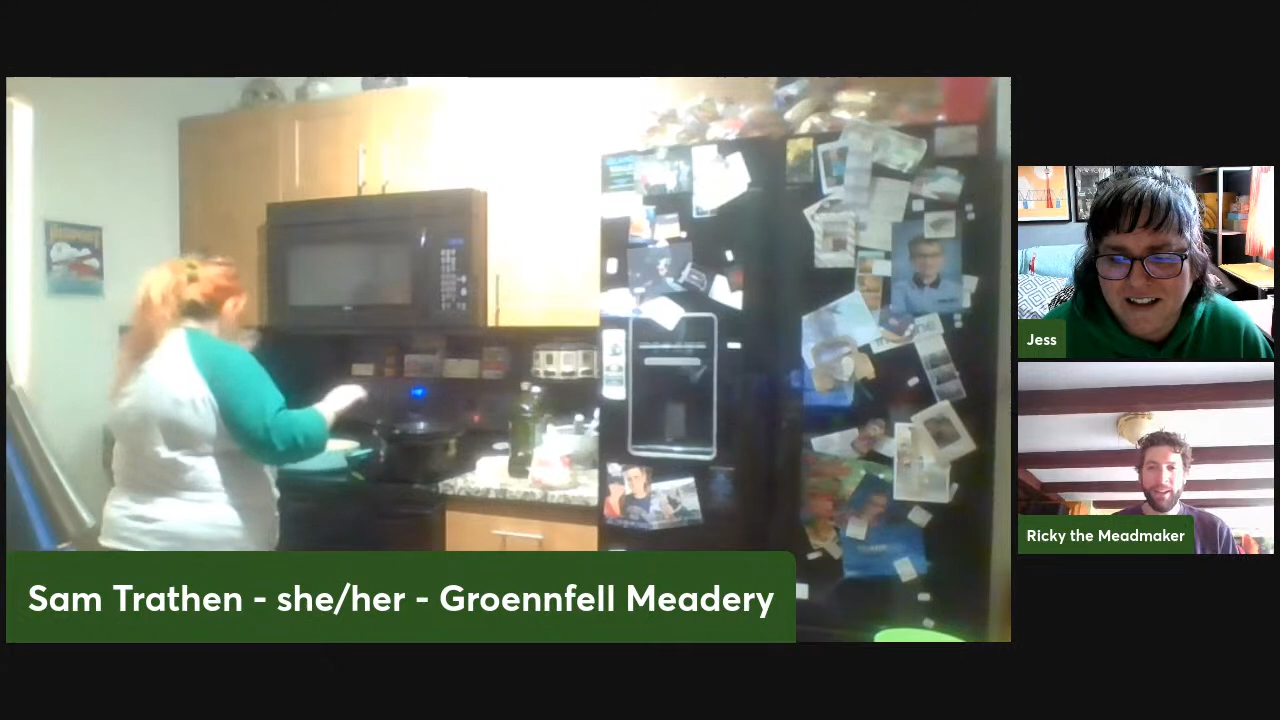 Sam Trathen - she/her - Groennfell Meadery
Jess
Ricky the Meadmaker